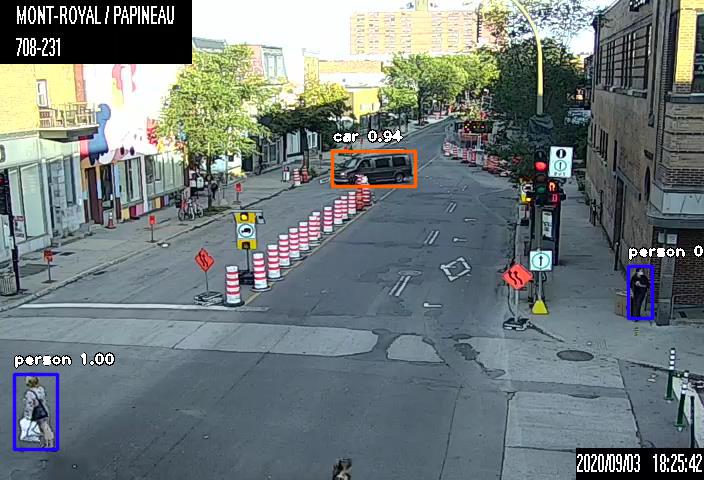 MONT-ROYAL / PAPINEAU
708-231
car 0.94
person 0
person 1.00
2020/09/03 18:25:42